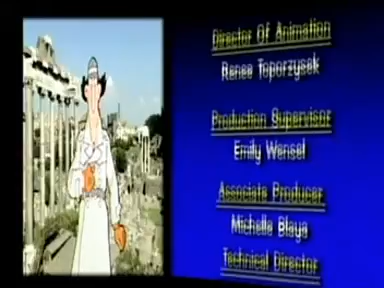 Director Of Animation
Renee Toporzysek
Production Supervisor
Emily Wensel
Associate Producer
Michelle Blaya
Technical Director